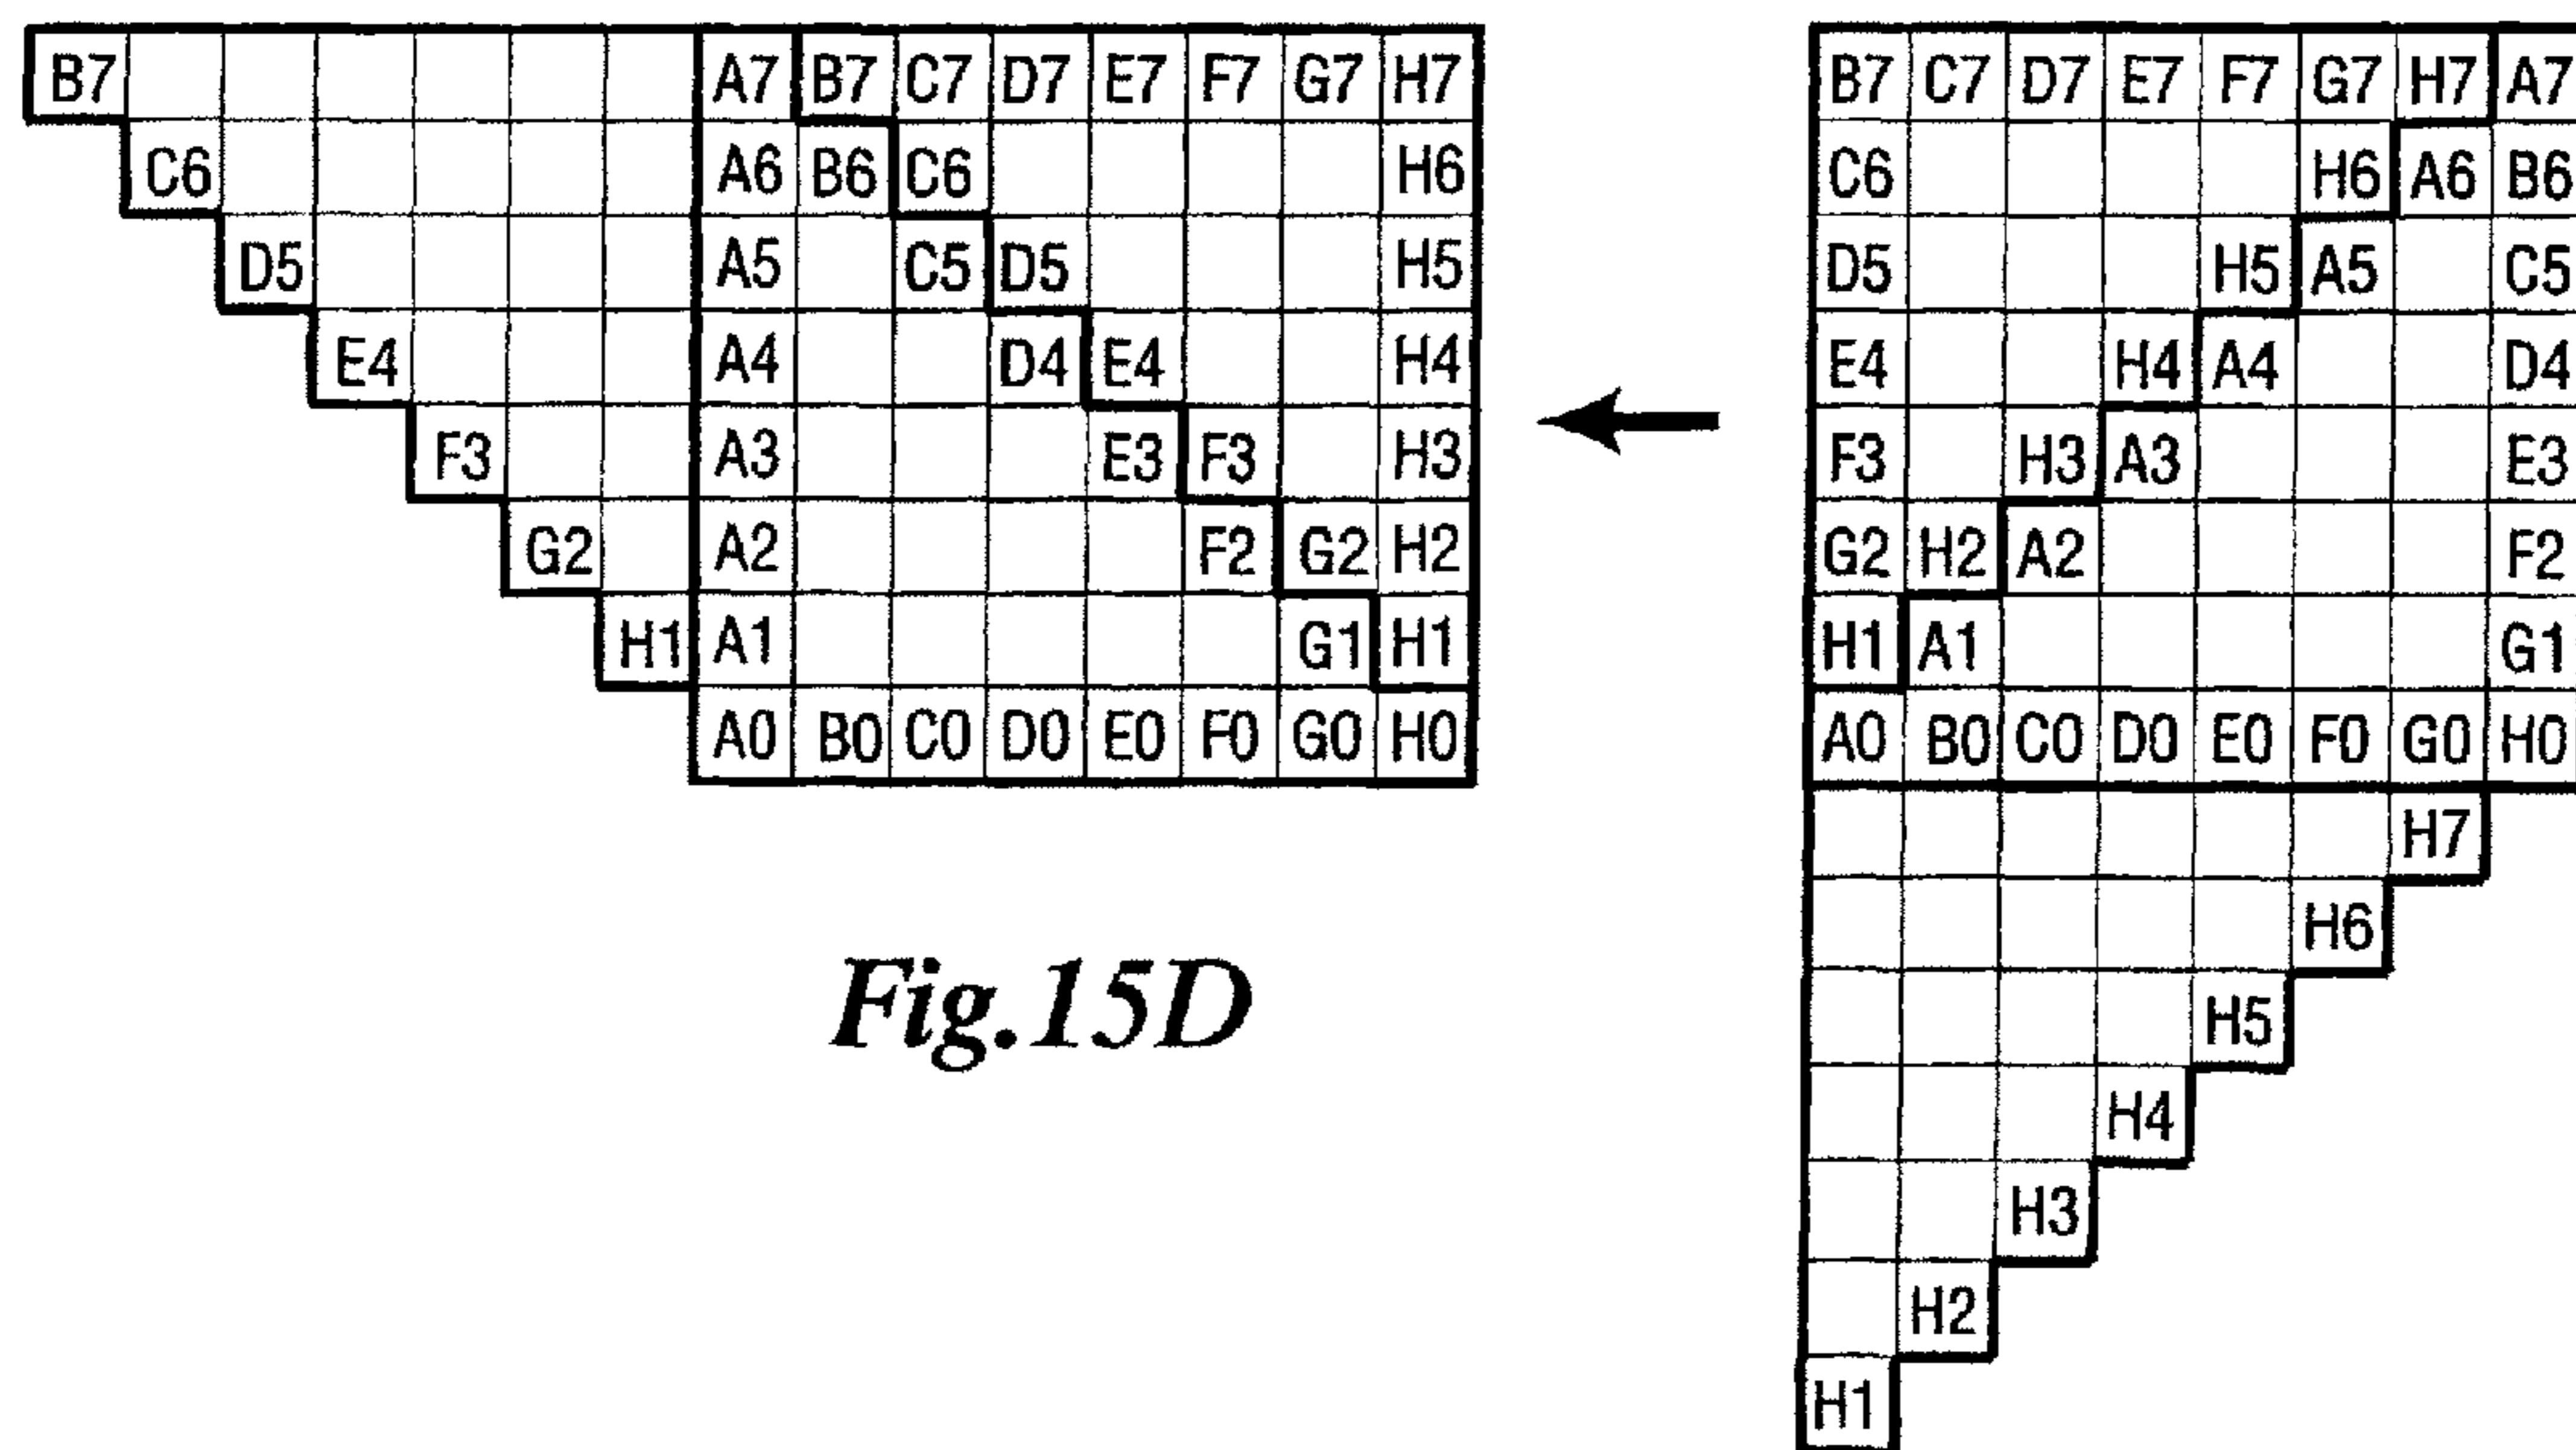 B7 A7 B7 C7 D7 E7 F7 G7 H7
C6 A6 B6 C6 H6
D5 A5 C5 D5 H5
E4 A4 D4 E4 H4
F3 A3 E3 F3 H3
G2 A2 F2 G2 H2
H1 A1 G1 H1
A0 B0 C0 D0 E0 F0 G0 H0
Fig.15D
B7 C7 D7 E7 F7 G7 H7 A7
C6 H6 A6 B6
D5 H5 A5 C5
E4 H4 A4 D4
F3 H3 A3 E3
G2 H2 A2 F2
H1 A1 G1
A0 B0 C0 D0 E0 F0 G0 H0
H7
H6
H5
H4
H3
H2
H1